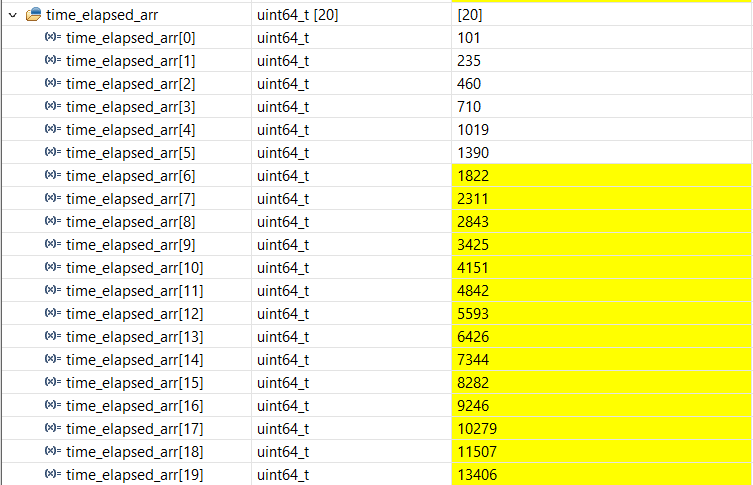 time_elapsed_arr uint64_t [20] [20]
(x)= time_elapsed_arr[0] uint64_t 101
(x)= time_elapsed_arr[1] uint64_t 235
(x)= time_elapsed_arr[2] uint64_t 460
(x)= time_elapsed_arr[3] uint64_t 710
(x)= time_elapsed_arr[4] uint64_t 1019
(x)= time_elapsed_arr[5] uint64_t 1390
(x)= time_elapsed_arr[6] uint64_t 1822
(x)= time_elapsed_arr[7] uint64_t 2311
(x)= time_elapsed_arr[8] uint64_t 2843
(x)= time_elapsed_arr[9] uint64_t 3425
(x)= time_elapsed_arr[10] uint64_t 4151
(x)= time_elapsed_arr[11] uint64_t 4842
(x)= time_elapsed_arr[12] uint64_t 5593
(x)= time_elapsed_arr[13] uint64_t 6426
(x)= time_elapsed_arr[14] uint64_t 7344
(x)= time_elapsed_arr[15] uint64_t 8282
(x)= time_elapsed_arr[16] uint64_t 9246
(x)= time_elapsed_arr[17] uint64_t 10279
(x)= time_elapsed_arr[18] uint64_t 11507
(x)= time_elapsed_arr[19] uint64_t 13406